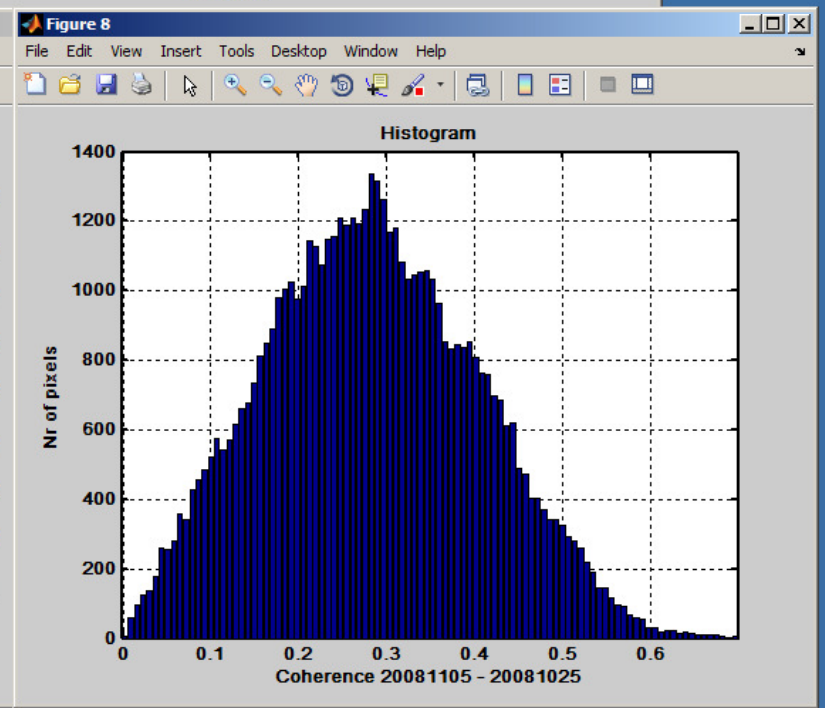 Figure 8
File Edit View Insert Tools Desktop Window Help
Histogram
1400
1200
1000
800
600
400
200
0
Nr of pixels
0 0.1 0.2 0.3 0.4 0.5 0.6
Coherence 20081105 - 20081025